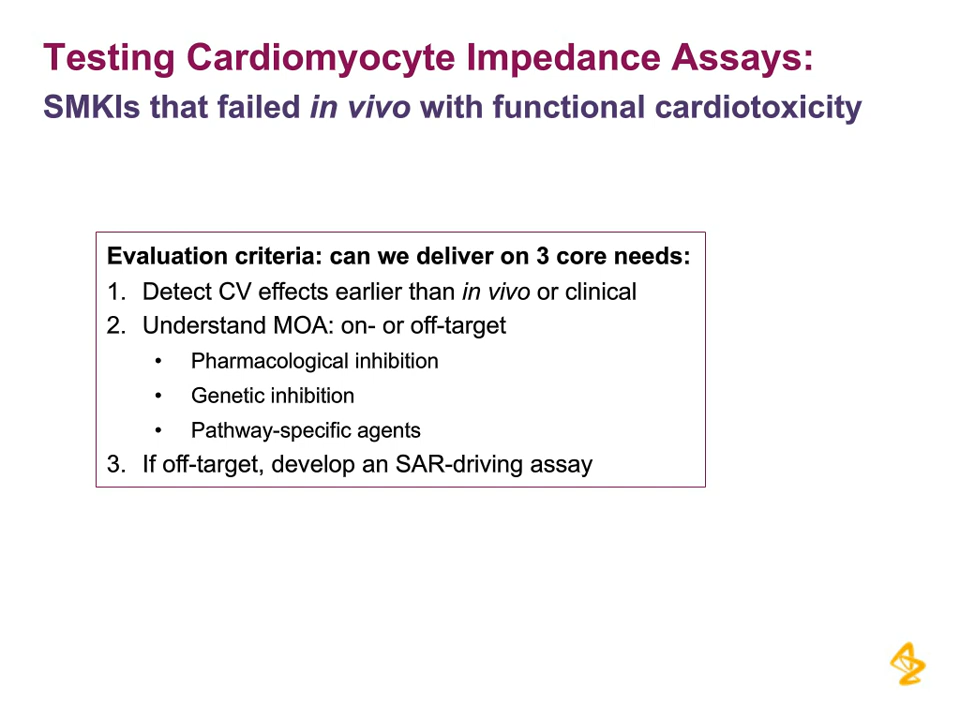 Testing Cardiomyocyte Impedance Assays:
SMKIs that failed in vivo with functional cardiotoxicity
Evaluation criteria: can we deliver on 3 core needs:
1. Detect CV effects earlier than in vivo or clinical
2. Understand MOA: on- or off-target
• Pharmacological inhibition
• Genetic inhibition
• Pathway-specific agents
3. If off-target, develop an SAR-driving assay